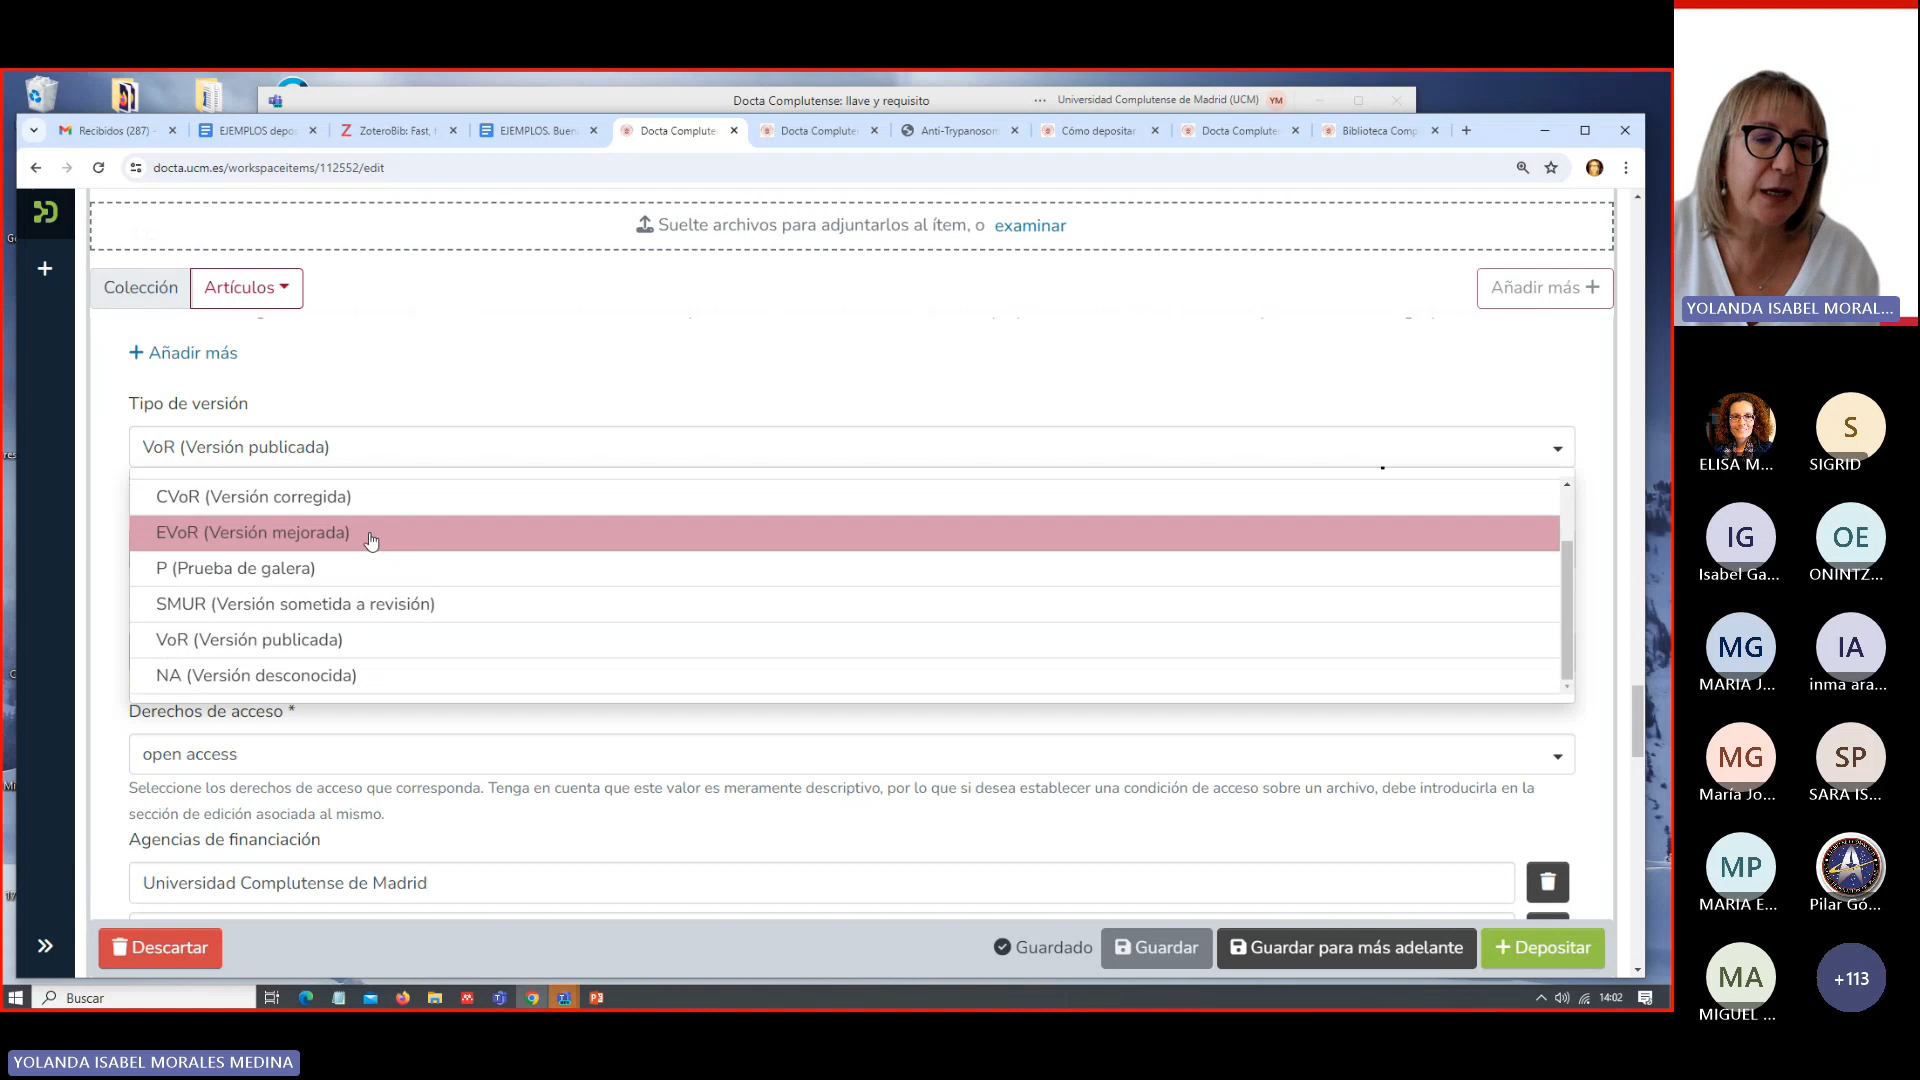 Docta Complutense: llave y requisito
··· Universidad Complutense de Madrid (UCM) YM
Recibidos (287) -
EJEMPLOS depo
ZoteroBib: Fast,
EJEMPLOS. Buen
Docta Complute
Docta Complute
Anti-Trypanoson
Cómo depositar
Docta Complute
Biblioteca Comp
docta.ucm.es/workspaceitems/112552/edit
Suelte archivos para adjuntarlos al ítem, o examinar
Colección Artículos
Añadir más +
+ Añadir más
Tipo de versión
VoR (Versión publicada)
CVoR (Versión corregida)
EVoR (Versión mejorada)
P (Prueba de galera)
SMUR (Versión sometida a revisión)
VoR (Versión publicada)
NA (Versión desconocida)
Derechos de acceso *
open access
Seleccione los derechos de acceso que corresponda. Tenga en cuenta que este valor es meramente descriptivo, por lo que si desea establecer una condición de acceso sobre un archivo, debe introducirla en la
sección de edición asociada al mismo.
Agencias de financiación
Universidad Complutense de Madrid
Descartar
Guardado
Guardar
Guardar para más adelante
+ Depositar
Buscar
14:02
YOLANDA ISABEL MORAL...
ELISA M...
S
SIGRID
IG
Isabel Ga...
OE
ONINTZ...
MG
MARIA J...
IA
inma ara...
MG
María Jo...
SP
SARA IS...
MP
MARIA E...
Pilar Gó...
MA
MIGUEL ...
+113
YOLANDA ISABEL MORALES MEDINA